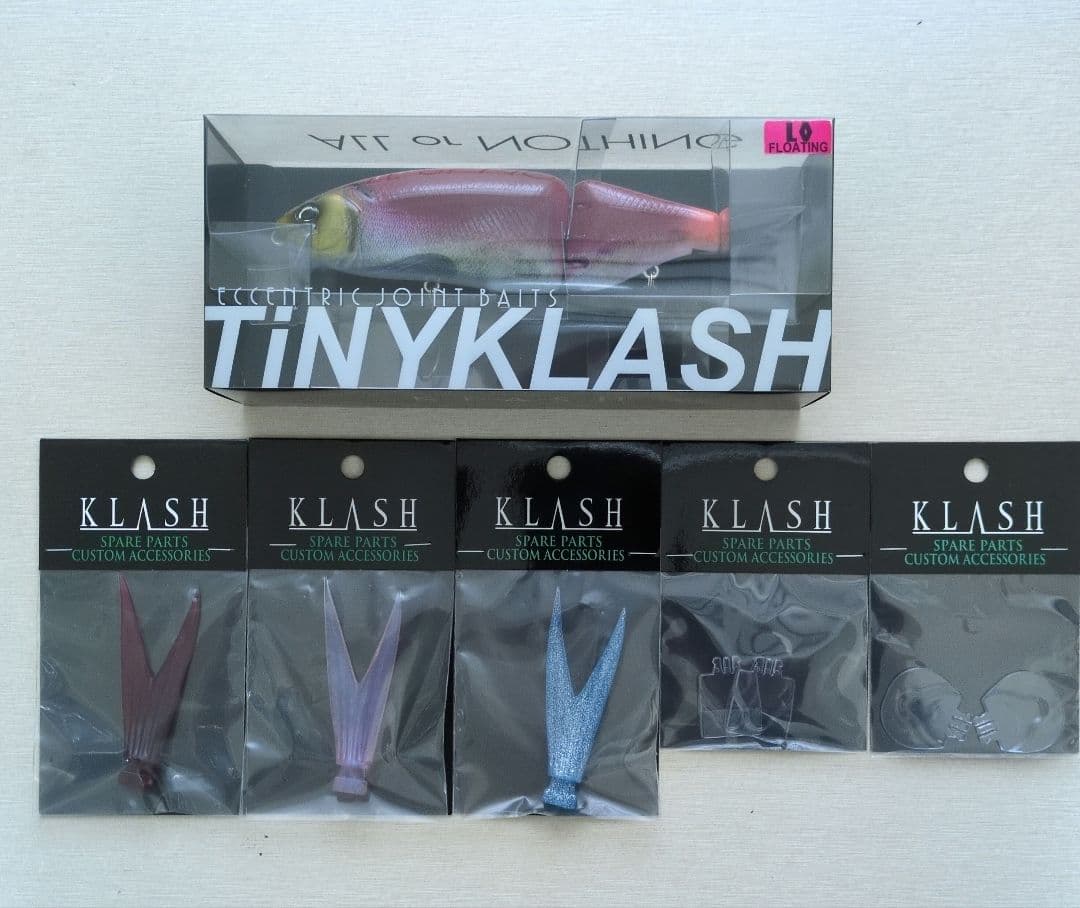 ALL or NOTHING
LO
FLOATING
ECCENTRIC JOINT BAITS
TiNYKLASH
KLASH
SPARE PARTS
CUSTOM ACCESSORIES
KLASH
SPARE PARTS
CUSTOM ACCESSORIES
KLASH
SPARE PARTS
CUSTOM ACCESSORIES
KLASH
SPARE PARTS
CUSTOM ACCESSORIES
KLASH
SPARE PARTS
CUSTOM ACCESSORIES